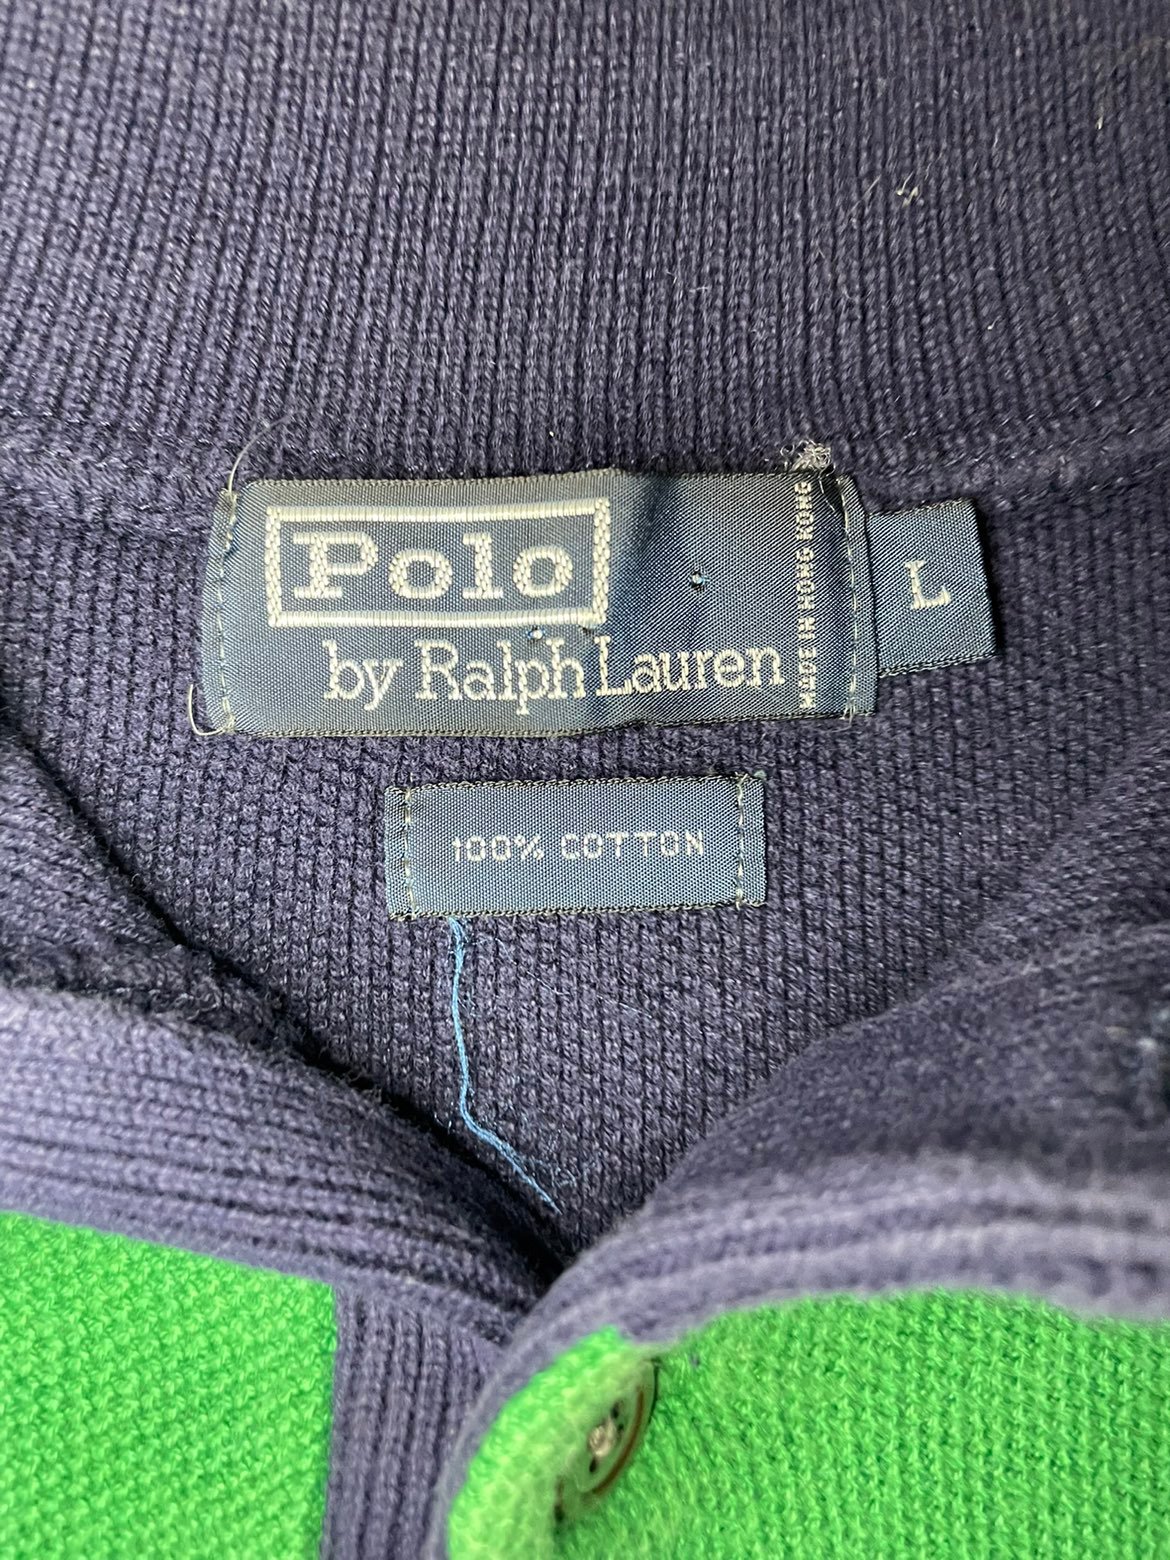 Polo
by Ralph Lauren
MADE IN HONG KONG
L
100% COTTON